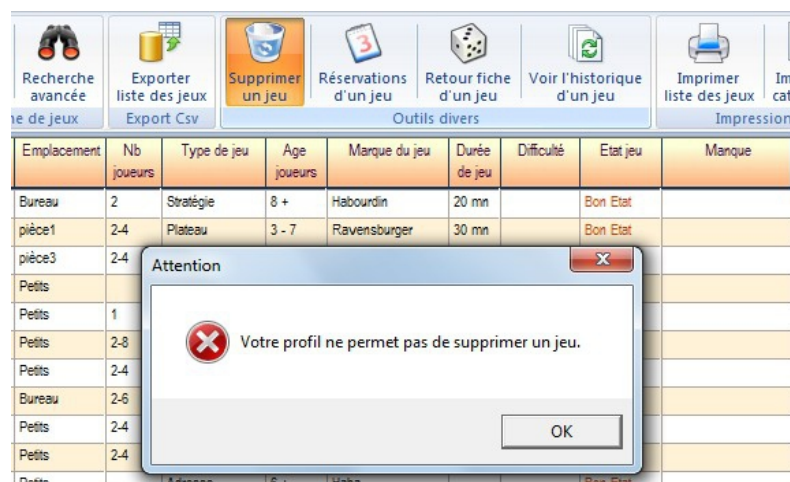 Recherche avancée
Exporter liste des jeux
Supprimer un jeu
Réservations d'un jeu
Retour fiche d'un jeu
Voir l'historique d'un jeu
Imprimer liste des jeux
e de jeux
Export Csv
Outils divers
Impression
Emplacement Nb joueurs Type de jeu Age joueurs Marque du jeu Durée de jeu Difficulté Etat jeu Manque
Bureau 2 Stratégie 8 + Habourdin 20 mn Bon Etat
pièce1 2-4 Plateau 3 - 7 Ravensburger 30 mn Bon Etat
pièce3 2-4
Attention
Petits
Petits 1
Votre profil ne permet pas de supprimer un jeu.
Petits 2-8
Petits 2-4
Bureau 2-6
Petits 2-4
OK
Petits 2-4